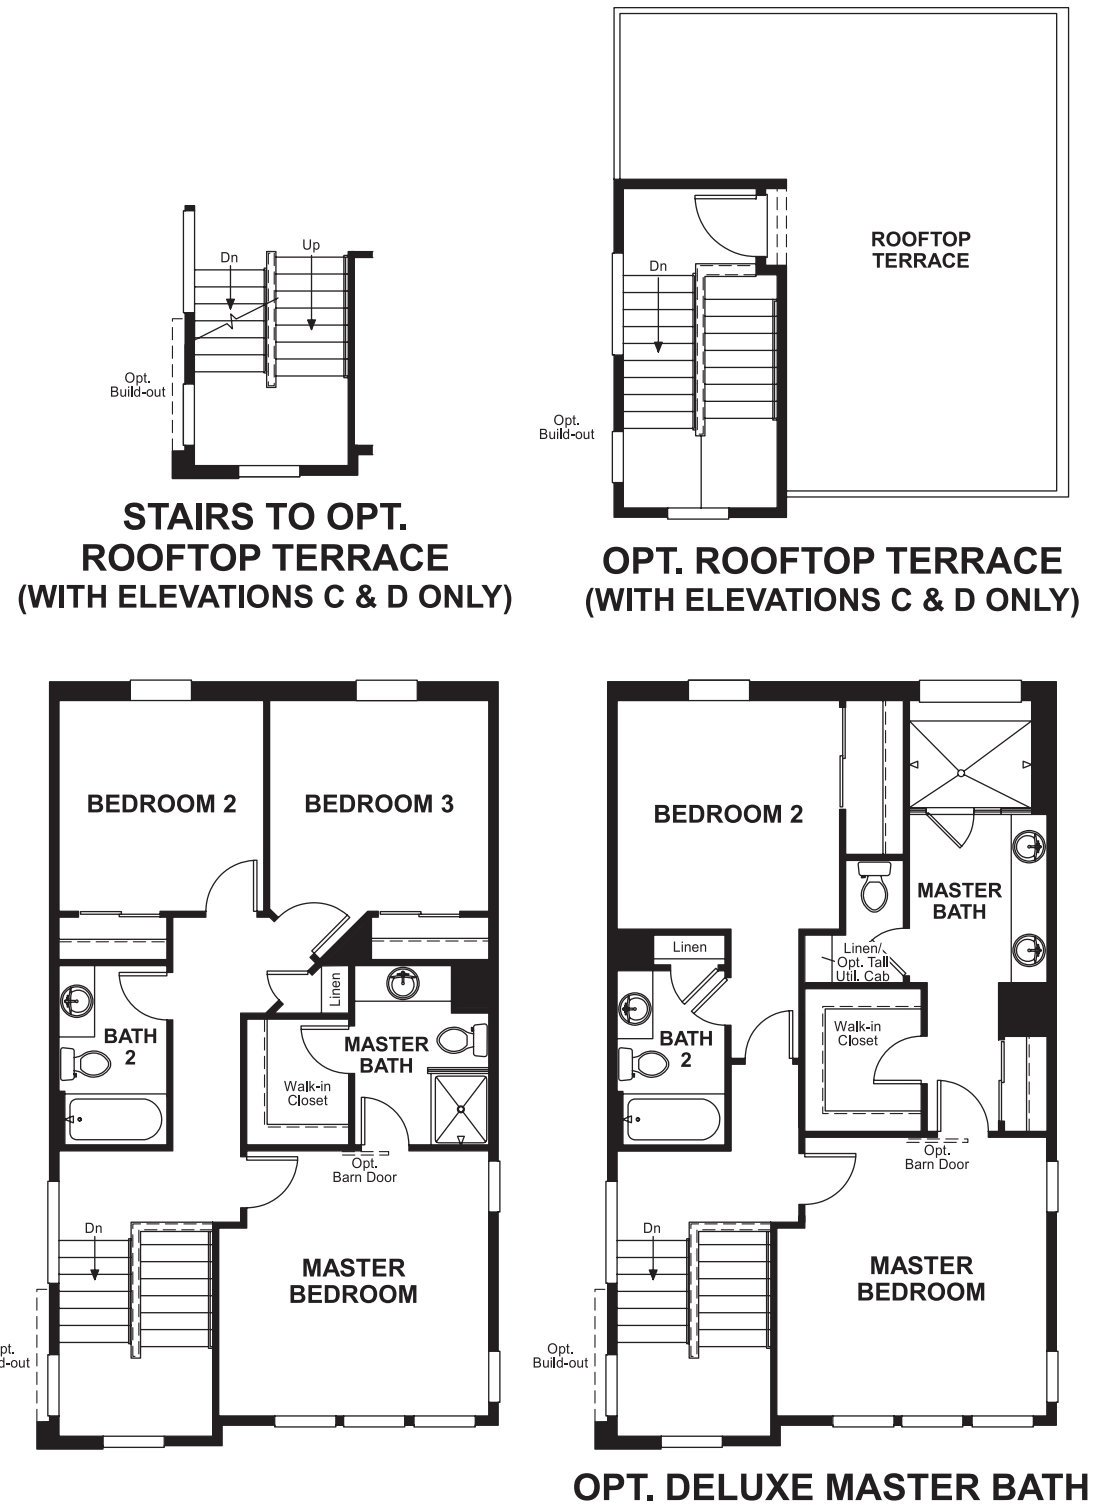 Dn
Up
Opt.
Build-out
STAIRS TO OPT.
ROOFTOP TERRACE
(WITH ELEVATIONS C & D ONLY)
ROOFTOP
TERRACE
Dn
Opt.
Build-out
OPT. ROOFTOP TERRACE
(WITH ELEVATIONS C & D ONLY)
BEDROOM 2
BEDROOM 3
Linen
BATH
2
MASTER
BATH
Walk-in
Closet
Opt.
Barn Door
Dn
MASTER
BEDROOM
pt.
d-out
BEDROOM 2
MASTER
BATH
Linen
Linen/
Opt. Tall
Util. Cab
BATH
2
Walk-in
Closet
Opt.
Barn Door
Dn
MASTER
BEDROOM
Opt.
Build-out
OPT. DELUXE MASTER BATH